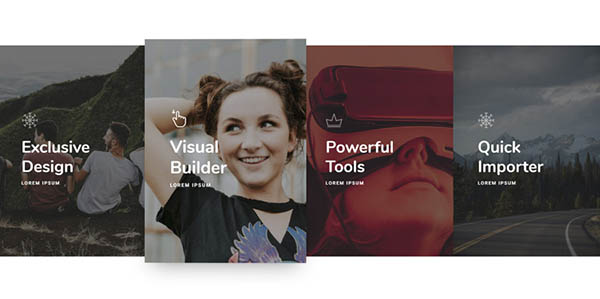 Exclusive
Design
LOREM IPSUM
Visual
Builder
LOREM IPSUM
Powerful
Tools
LOREM IPSUM
Quick
Importer
LOREM IPSUM